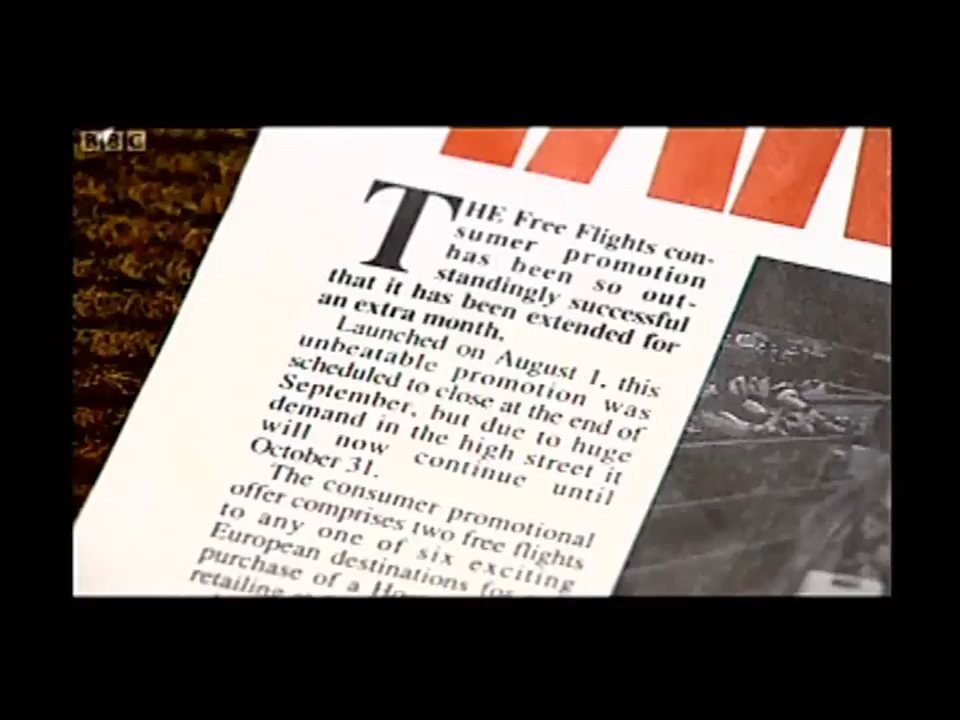 BBC
THE Free Flights con-
sumer promotion
has been so out-
standingly successful
that it has been extended for
an extra month.
Launched on August 1, this
unbeatable promotion was
scheduled to close at the end of
September, but due to huge
demand in the high street it
will now continue until
October 31.
The consumer promotional
offer comprises two free flights
to any one of six exciting
European destinations for
purchase of a
retailing